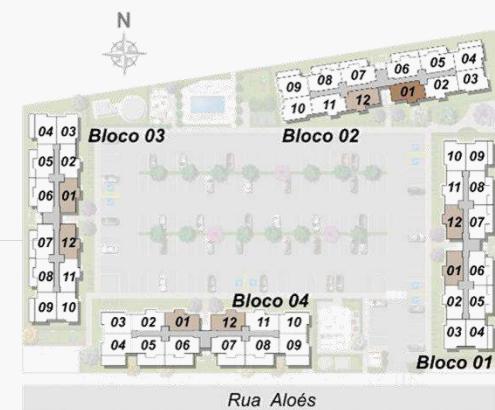 N
09 08 07 06 05 04
10 11 12 01 02 03
Bloco 02
04 03
05 02
06 01
07 12
08 11
09 10
Bloco 03
10 09
11 08
12 07
01 06
02 05
03 04
Bloco 01
Bloco 04
03 02 01 12 11 10
04 05 06 07 08 09
Rua Aloés